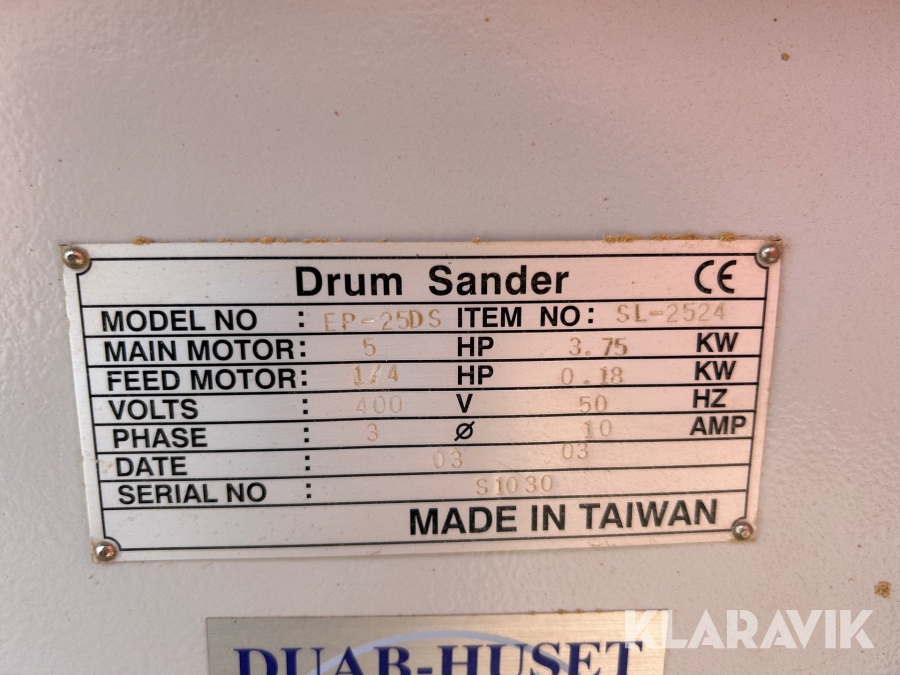 Drum Sander CE
MODEL NO : EP-25DS ITEM NO: SL-2524
MAIN MOTOR: 5 HP 3.75 KW
FEED MOTOR: 1/4 HP 0.18 KW
VOLTS : 400 V 50 HZ
PHASE : 3 Ø 10 AMP
DATE : 03 03
SERIAL NO : S1030
MADE IN TAIWAN
DUAB-HUSET
KLARAVIK